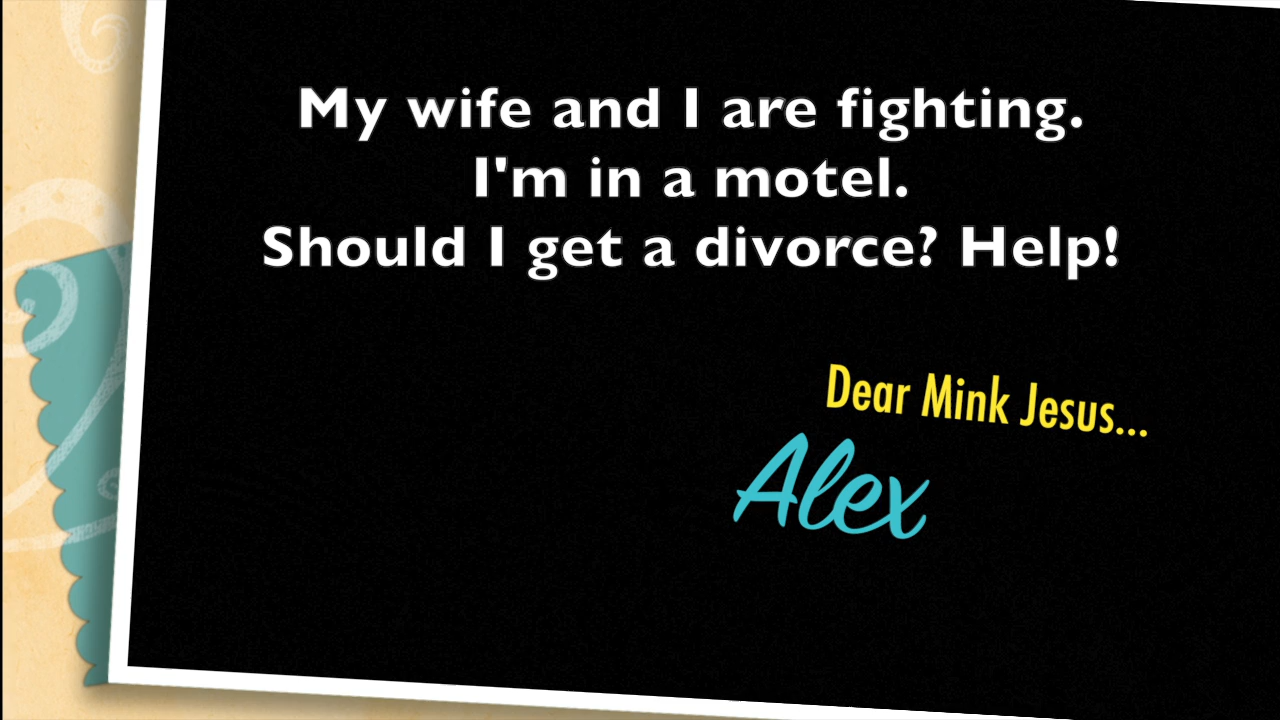 My wife and I are fighting.
I'm in a motel.
Should I get a divorce? Help!
Dear Mink Jesus...
Alex